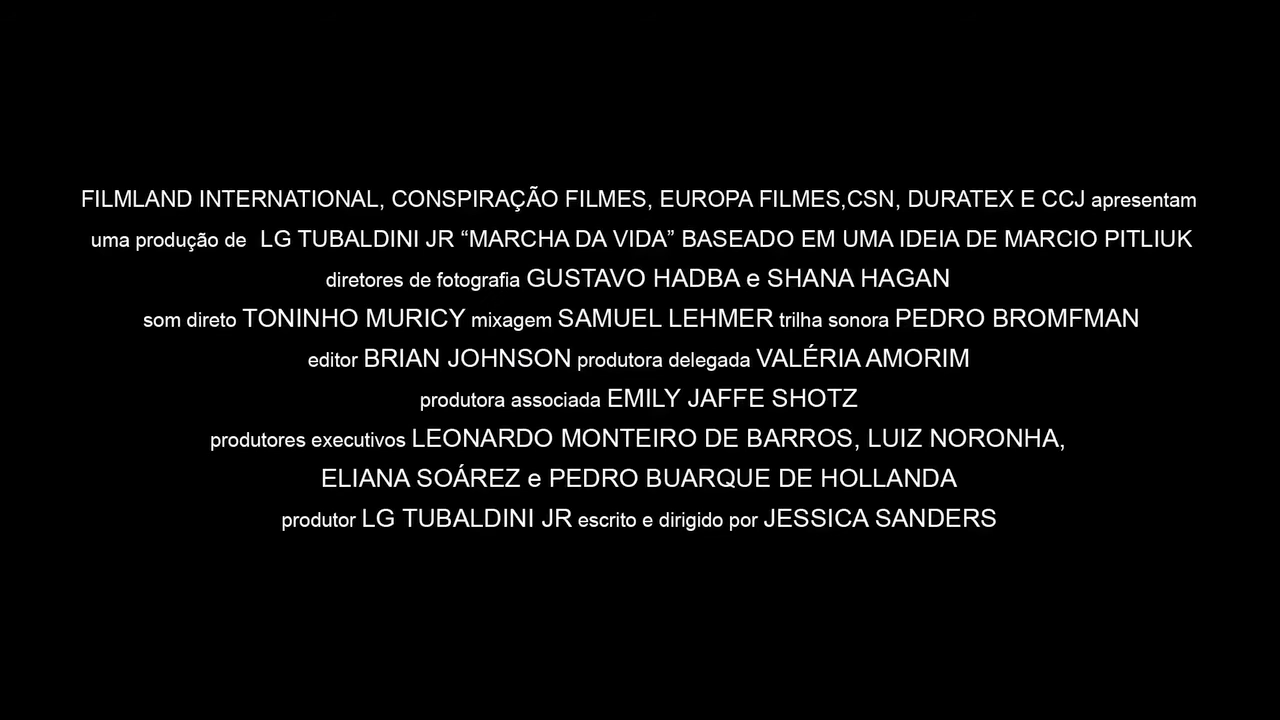 FILMLAND INTERNATIONAL, CONSPIRAÇÃO FILMES, EUROPA FILMES,CSN, DURATEX E CCJ apresentam
uma produção de LG TUBALDINI JR “MARCHA DA VIDA” BASEADO EM UMA IDEIA DE MARCIO PITLIUK
diretores de fotografia GUSTAVO HADBA e SHANA HAGAN
som direto TONINHO MURICY mixagem SAMUEL LEHMER trilha sonora PEDRO BROMFMAN
editor BRIAN JOHNSON produtora delegada VALÉRIA AMORIM
produtora associada EMILY JAFFE SHOTZ
produtores executivos LEONARDO MONTEIRO DE BARROS, LUIZ NORONHA,
ELIANA SOÁREZ e PEDRO BUARQUE DE HOLLANDA
produtor LG TUBALDINI JR escrito e dirigido por JESSICA SANDERS